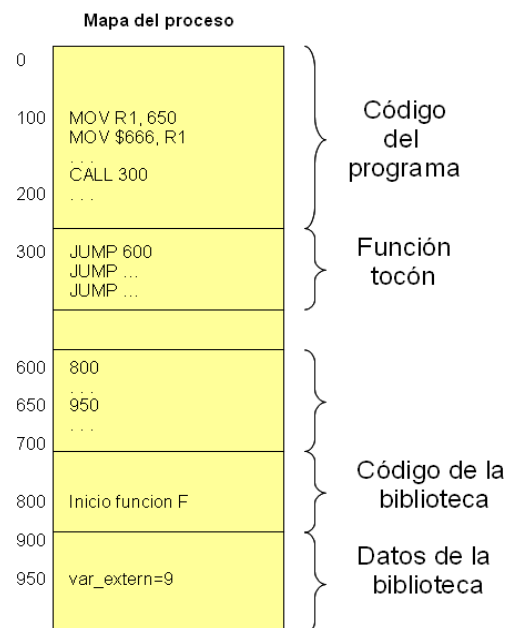 Mapa del proceso
0
100 MOV R1, 650
MOV $666, R1
. . .
CALL 300
200 . . .
Código
del
programa
300 JUMP 600
JUMP ...
JUMP ...
Función
tocón
600 800
. . .
650 950
. . .
700
800 Inicio funcion F
Código de la
biblioteca
900
950 var_extern=9
Datos de la
biblioteca